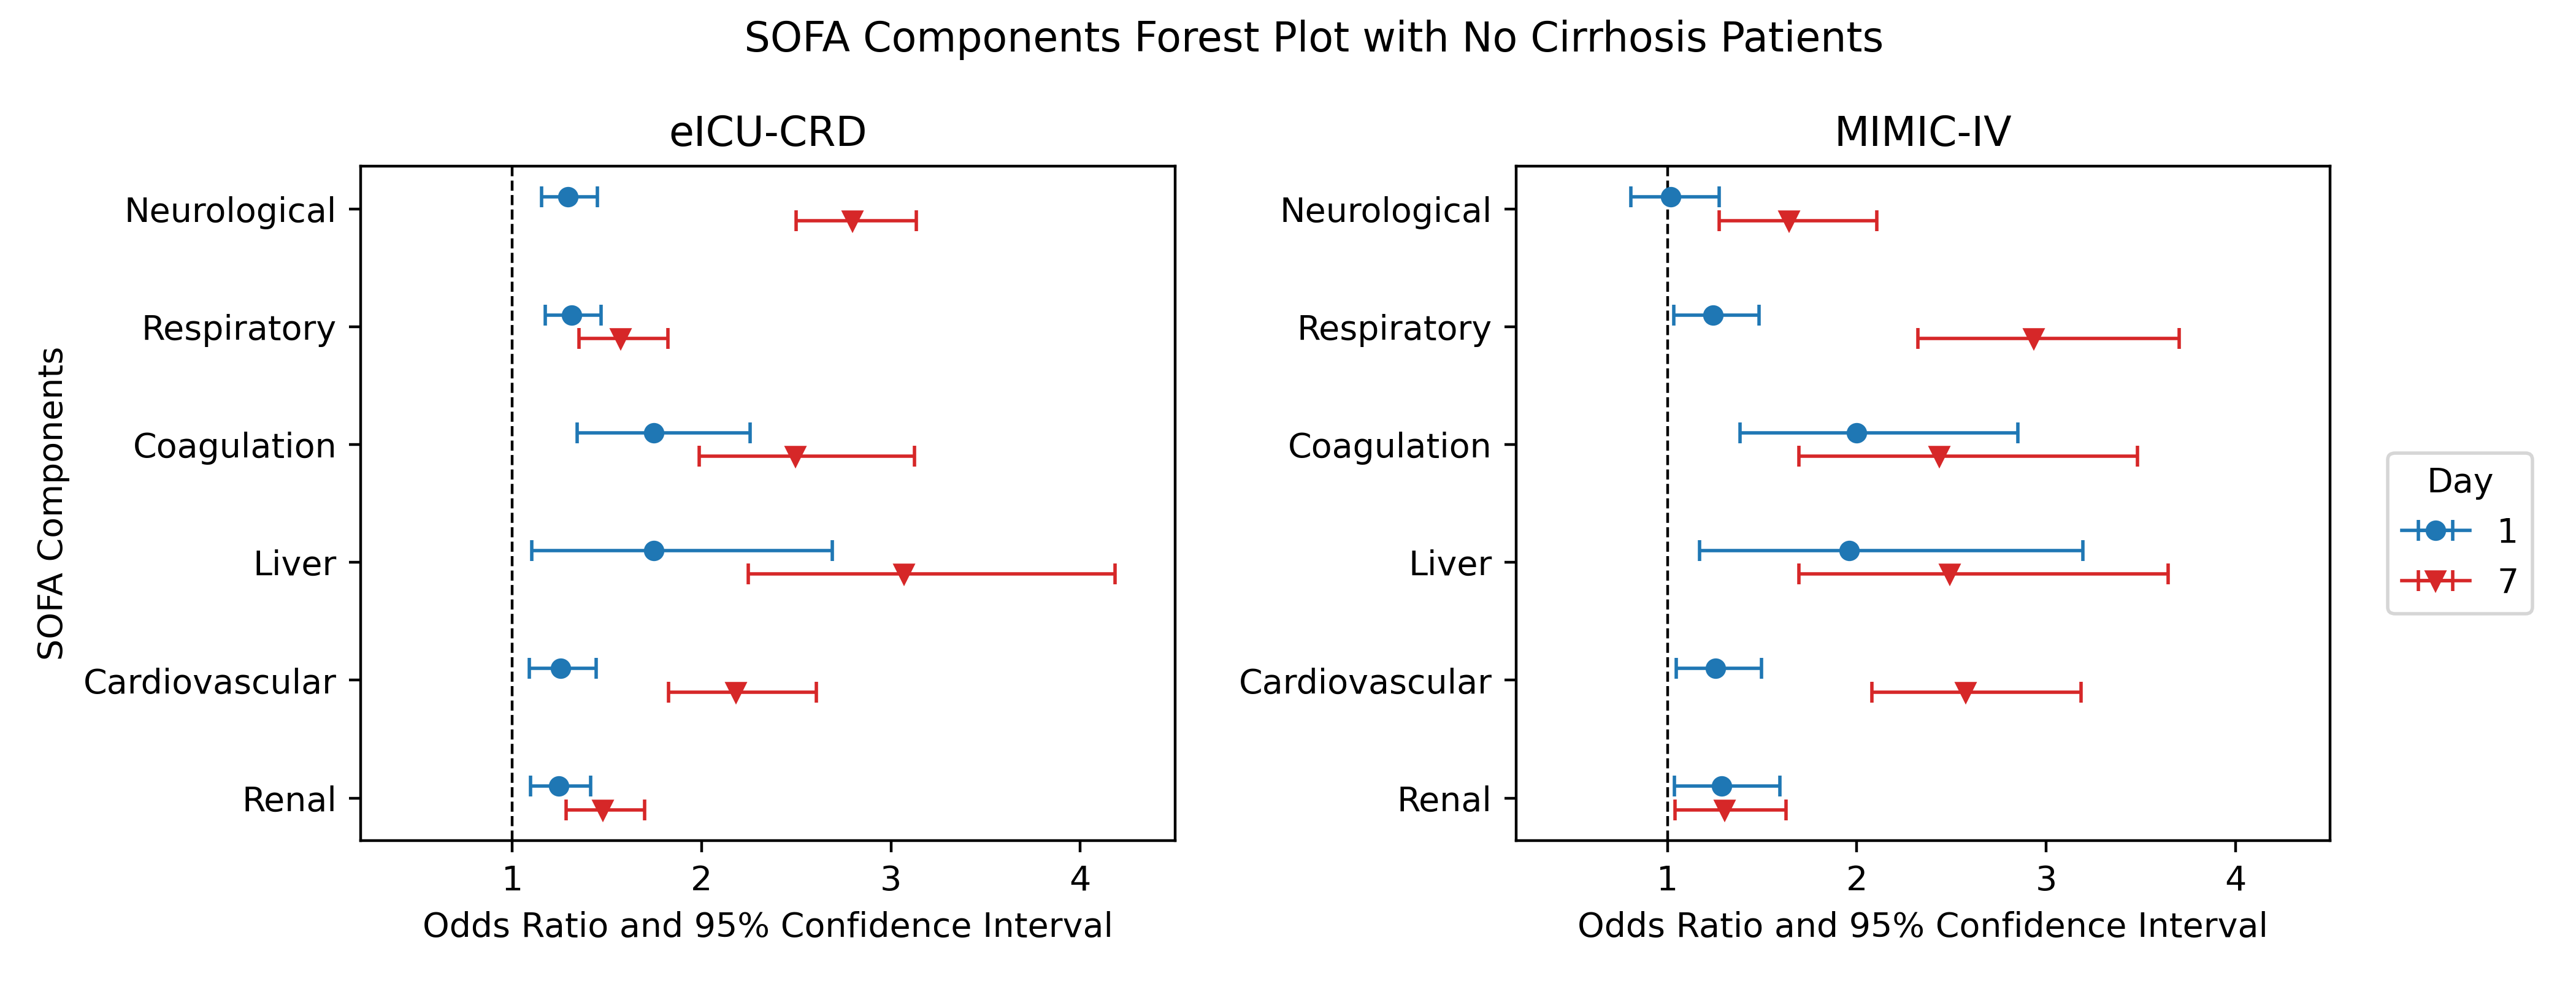 SOFA Components Forest Plot with No Cirrhosis Patients
eICU-CRD
SOFA Components
Neurological
Respiratory
Coagulation
Liver
Cardiovascular
Renal
1 2 3 4
Odds Ratio and 95% Confidence Interval
MIMIC-IV
Neurological
Respiratory
Coagulation
Liver
Cardiovascular
Renal
1 2 3 4
Odds Ratio and 95% Confidence Interval
Day
1
7